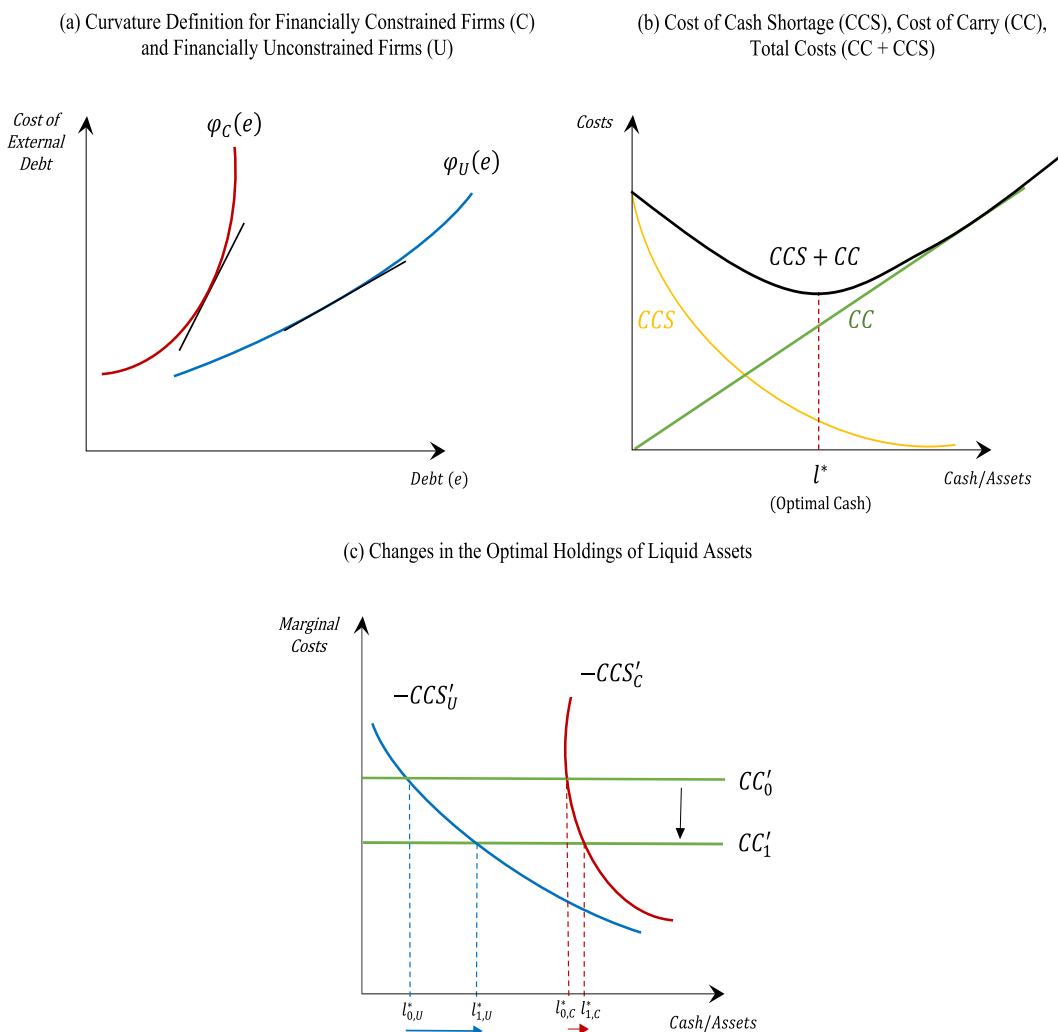 (a) Curvature Definition for Financially Constrained Firms (C)
and Financially Unconstrained Firms (U)
Cost of
External
Debt
φ_C(e)
φ_U(e)
Debt (e)
(b) Cost of Cash Shortage (CCS), Cost of Carry (CC),
Total Costs (CC + CCS)
Costs
CCS + CC
CCS
CC
l*
(Optimal Cash)
Cash/Assets
(c) Changes in the Optimal Holdings of Liquid Assets
Marginal
Costs
−CCS′_U
−CCS′_C
CC′_0
CC′_1
l*_{0,U}
l*_{1,U}
l*_{0,C}
l*_{1,C}
Cash/Assets